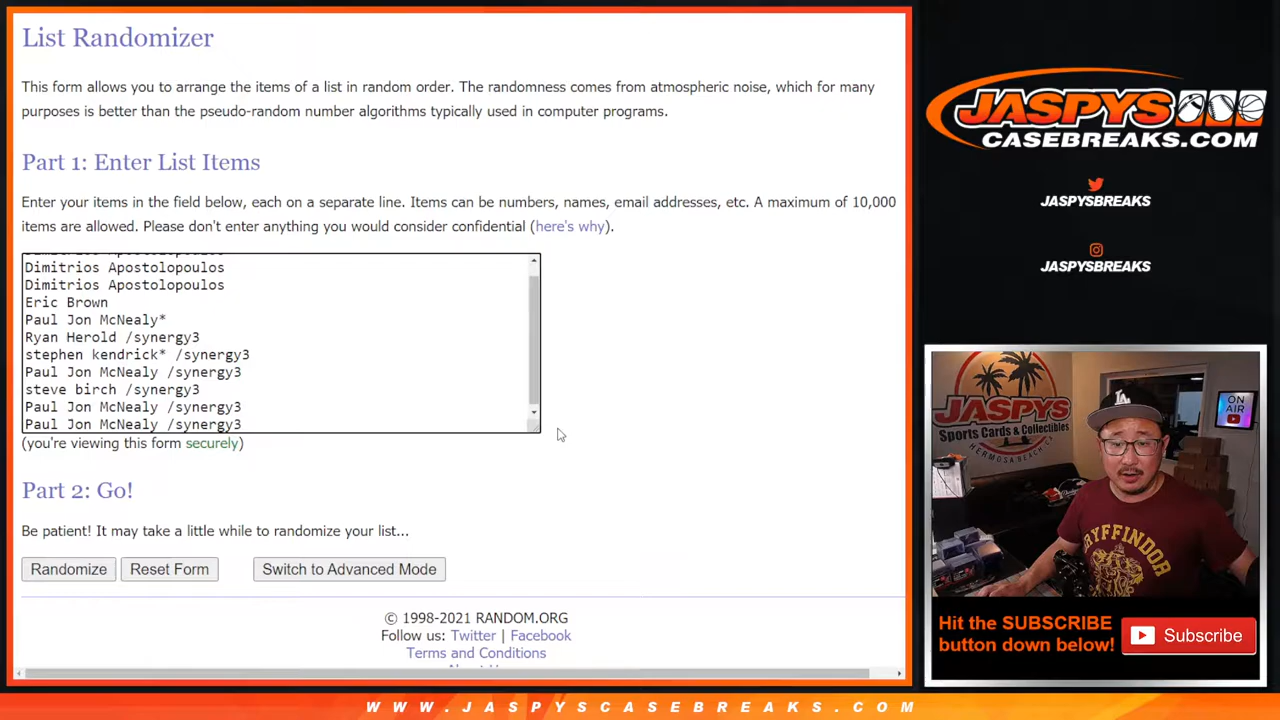 List Randomizer
This form allows you to arrange the items of a list in random order. The randomness comes from atmospheric noise, which for many
purposes is better than the pseudo-random number algorithms typically used in computer programs.
Part 1: Enter List Items
Enter your items in the field below, each on a separate line. Items can be numbers, names, email addresses, etc. A maximum of 10,000
items are allowed. Please don't enter anything you would consider confidential (here's why).
Dimitrios Apostolopoulos
Dimitrios Apostolopoulos
Eric Brown
Paul Jon McNealy*
Ryan Herold /synergy3
stephen kendrick* /synergy3
Paul Jon McNealy /synergy3
steve birch /synergy3
Paul Jon McNealy /synergy3
Paul Jon McNealy /synergy3
(you're viewing this form securely)
Part 2: Go!
Be patient! It may take a little while to randomize your list...
Randomize
Reset Form
Switch to Advanced Mode
© 1998-2021 RANDOM.ORG
Follow us: Twitter | Facebook
Terms and Conditions
JASPYS
CASEBREAKS.COM
JASPYSBREAKS
JASPYSBREAKS
JASPYS
Sports Cards & Collectibles
HERMOSA BEACH, CA
ON
AIR
LA
GRYFFINDOR
Hit the SUBSCRIBE
button down below!
Subscribe
WWW.JASPYSCASEBREAKS.COM